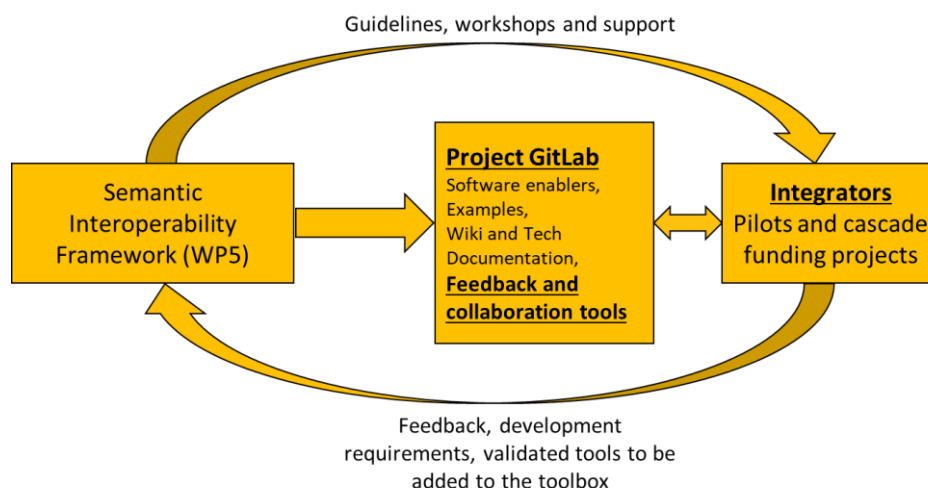 Guidelines, workshops and support
Semantic
Interoperability
Framework (WP5)
Project GitLab
Software enablers,
Examples,
Wiki and Tech
Documentation,
Feedback and
collaboration tools
Integrators
Pilots and cascade
funding projects
Feedback, development
requirements, validated tools to be
added to the toolbox